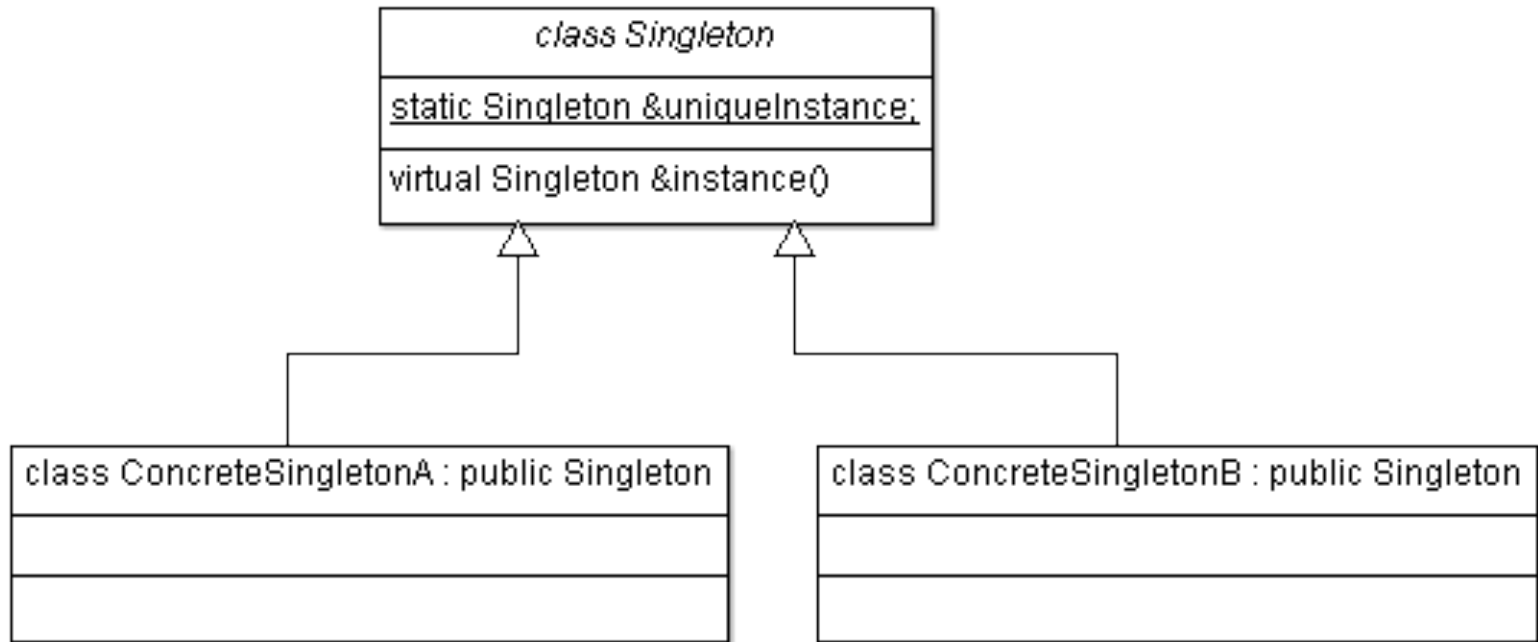 class Singleton
static Singleton &uniqueInstance;
virtual Singleton &instance()
class ConcreteSingletonA : public Singleton
class ConcreteSingletonB : public Singleton